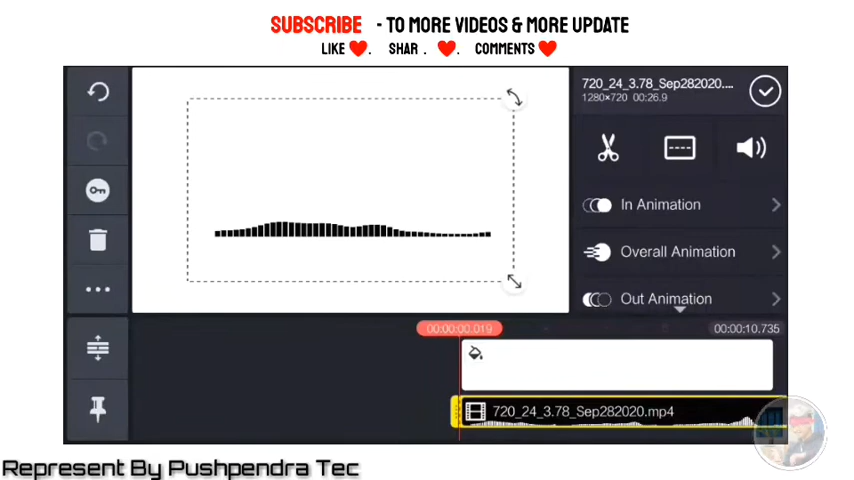 SUBSCRIBE - TO MORE VIDEOS & MORE UPDATE
LIKE ❤. SHAR . ❤. COMMENTS ❤
720_24_3.78_Sep282020....
1280×720 00:26.9
In Animation
Overall Animation
Out Animation
00:00:00.019
00:00:10.735
720_24_3.78_Sep282020.mp4
Represent By Pushpendra Tec